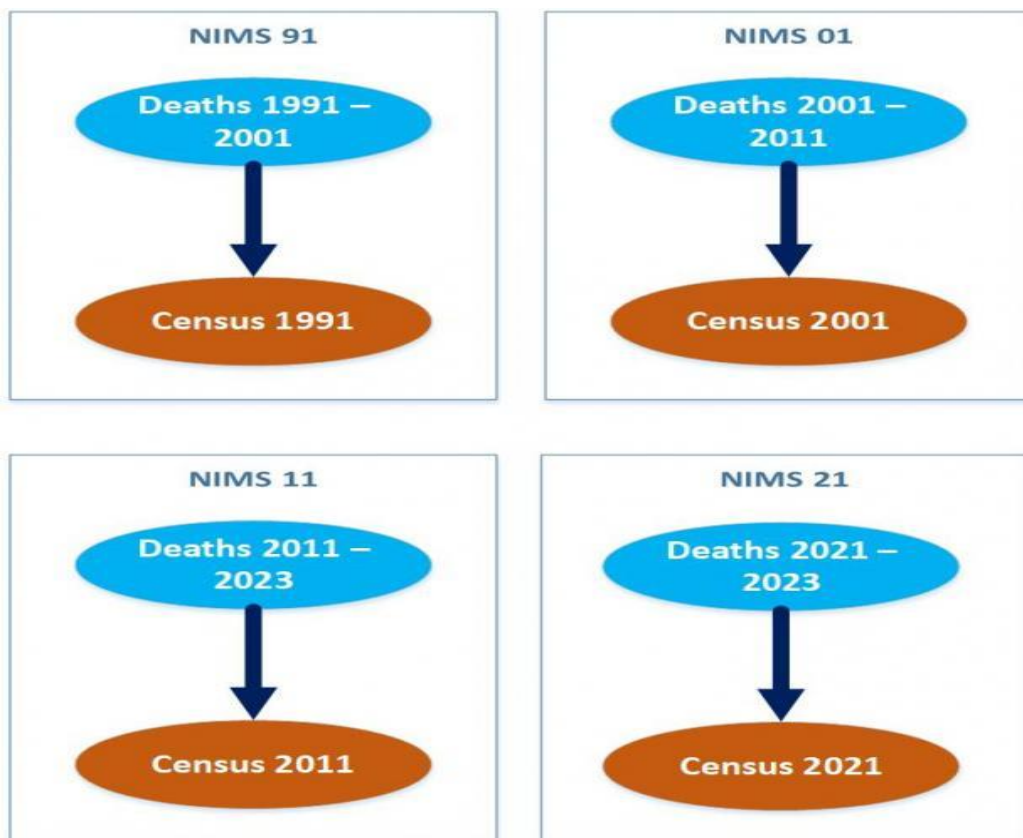 NIMS 91
Deaths 1991 –
2001
Census 1991
NIMS 01
Deaths 2001 –
2011
Census 2001
NIMS 11
Deaths 2011 –
2023
Census 2011
NIMS 21
Deaths 2021 –
2023
Census 2021